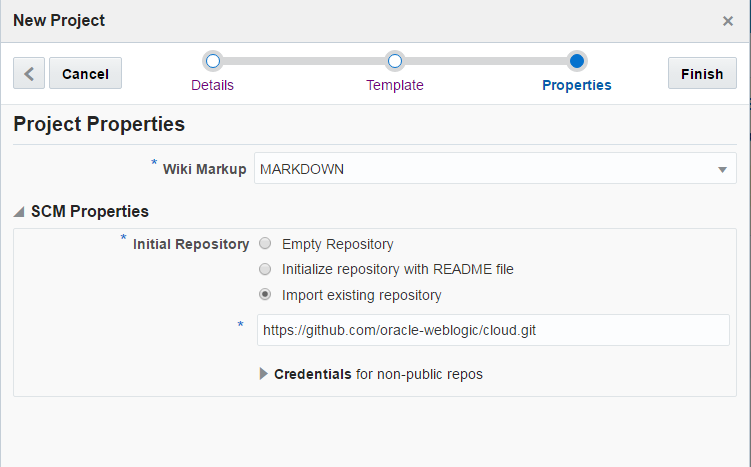 New Project ×
Cancel Details Template Properties Finish
Project Properties
* Wiki Markup MARKDOWN
SCM Properties
* Initial Repository Empty Repository
Initialize repository with README file
Import existing repository
* https://github.com/oracle-weblogic/cloud.git
Credentials for non-public repos